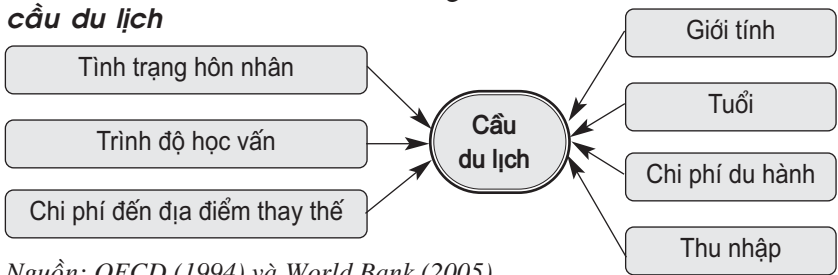 cầu du lịch
Tình trạng hôn nhân
Trình độ học vấn
Chi phí đến địa điểm thay thế
Cầu
du lịch
Giới tính
Tuổi
Chi phí du hành
Thu nhập
Nguồn: OECD (1994) và World Bank (2005)